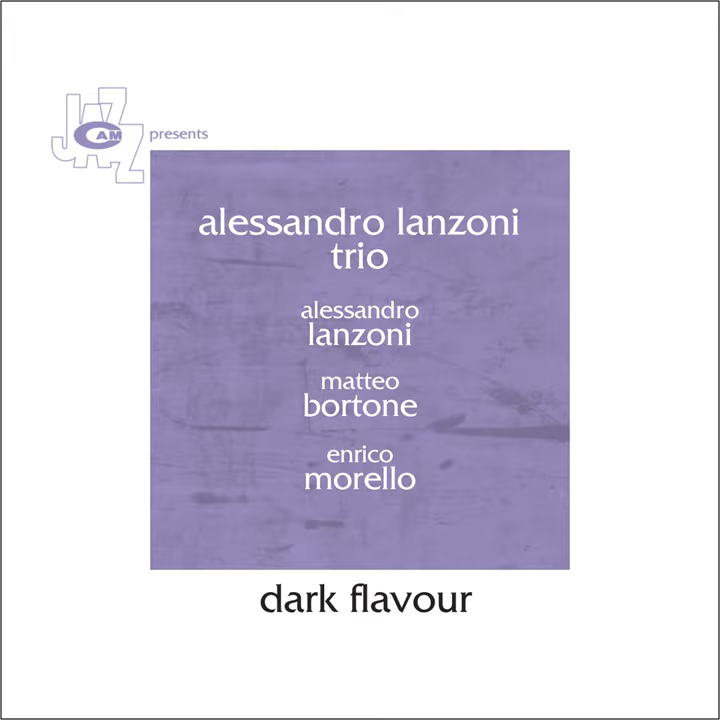 JAZZ
CAM
presents
alessandro lanzoni
trio
alessandro
lanzoni
matteo
bortone
enrico
morello
dark flavour